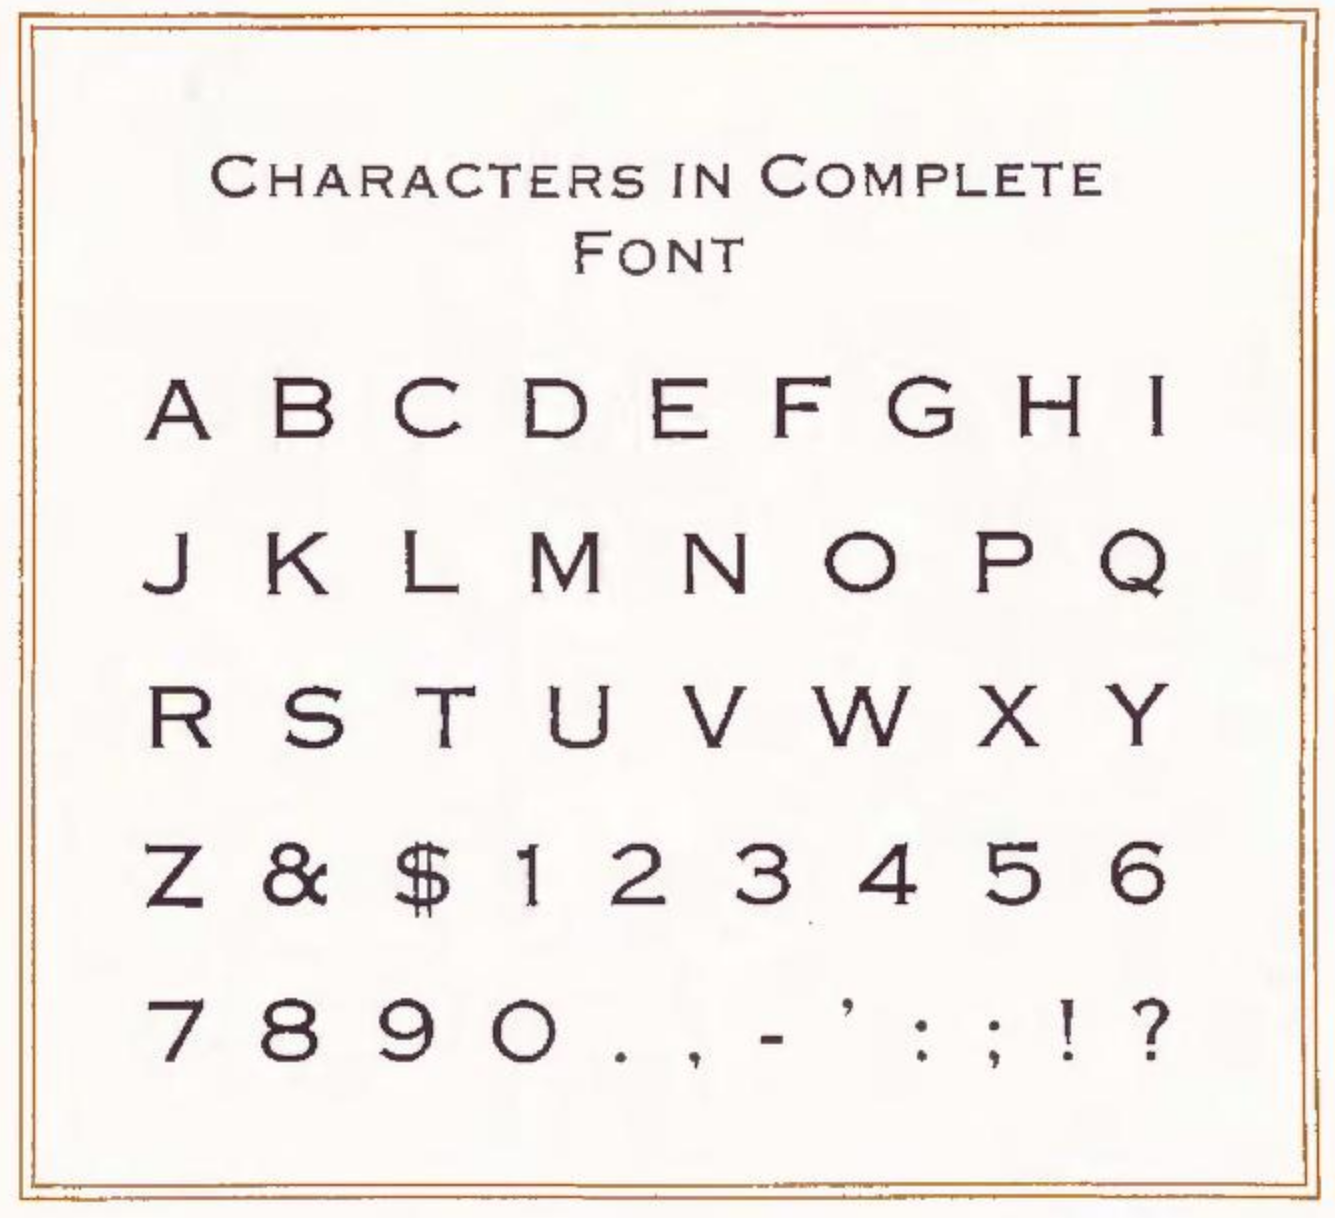 CHARACTERS IN COMPLETE
FONT
A B C D E F G H I
J K L M N O P Q
R S T U V W X Y
Z & $ 1 2 3 4 5 6
7 8 9 0 . , - ’ : ; ! ?